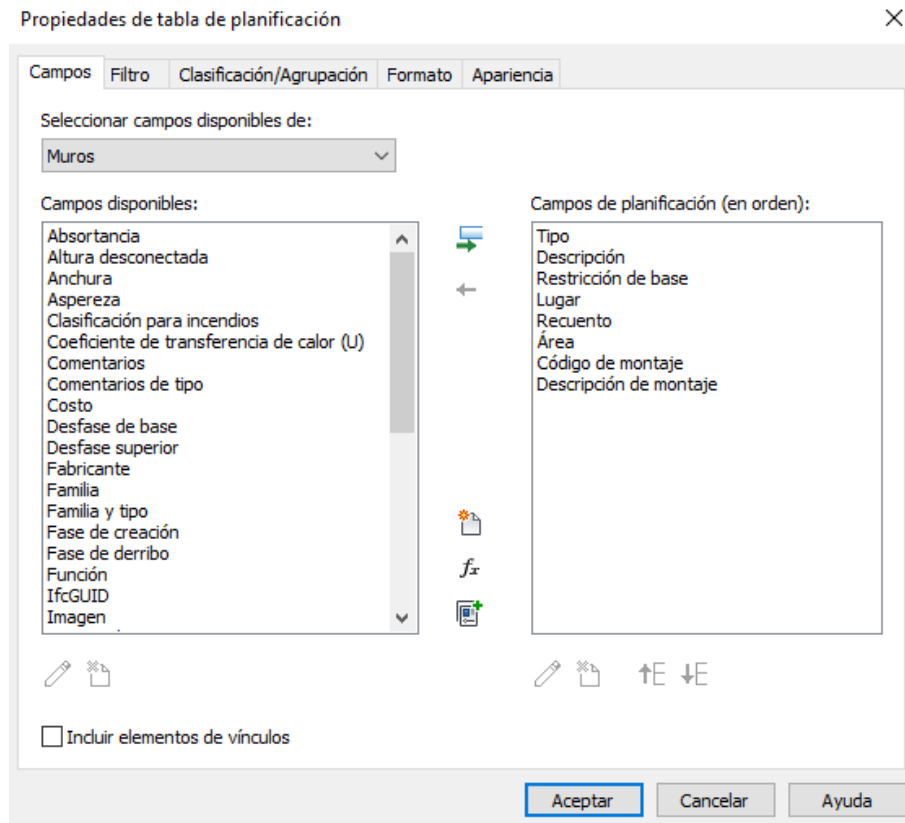 Propiedades de tabla de planificación
Campos Filtro Clasificación/Agrupación Formato Apariencia
Seleccionar campos disponibles de:
Muros
Campos disponibles:
Absortancia
Altura desconectada
Anchura
Aspereza
Clasificación para incendios
Coeficiente de transferencia de calor (U)
Comentarios
Comentarios de tipo
Costo
Desfase de base
Desfase superior
Fabricante
Familia
Familia y tipo
Fase de creación
Fase de derribo
Función
IfcGUID
Imagen
fx
Campos de planificación (en orden):
Tipo
Descripción
Restricción de base
Lugar
Recuento
Área
Código de montaje
Descripción de montaje
Incluir elementos de vínculos
Aceptar Cancelar Ayuda